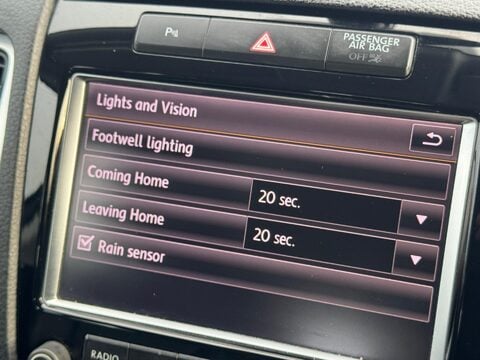 P
PASSENGER
AIR BAG
OFF
Lights and Vision
Footwell lighting
Coming Home 20 sec.
Leaving Home 20 sec.
Rain sensor
RADIO